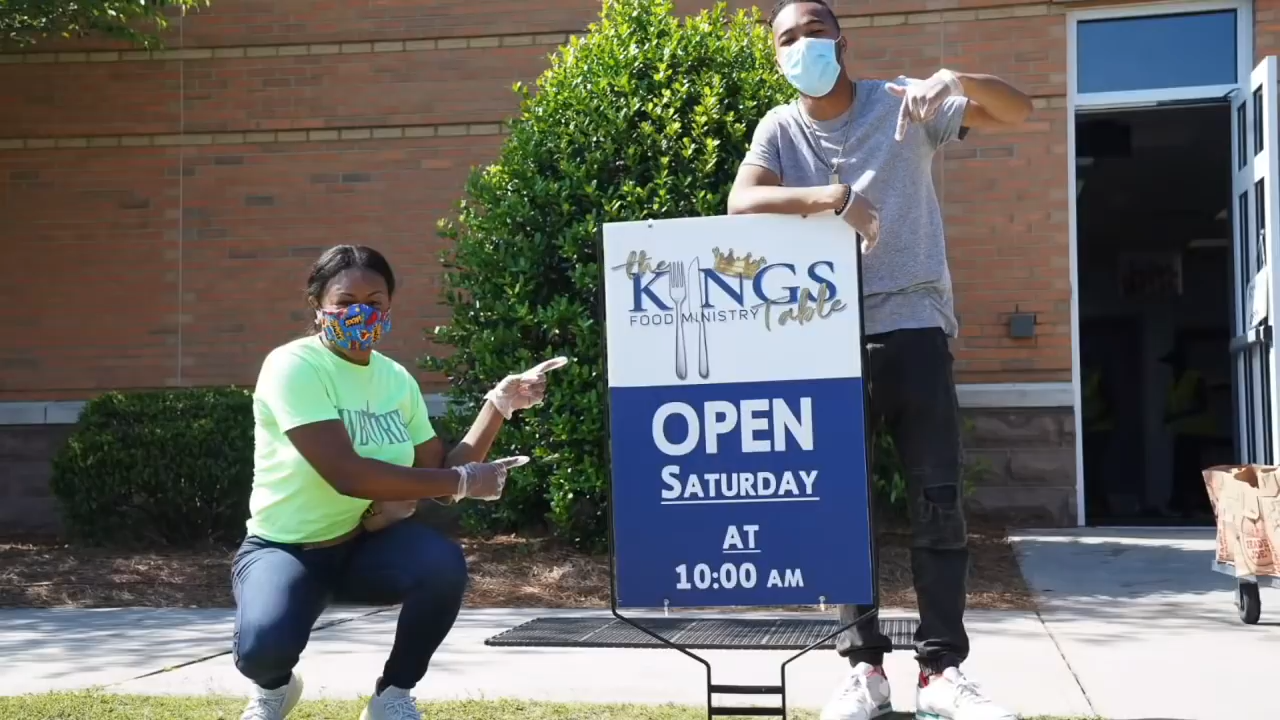 the
KINGS
FOOD MINISTRY Table
OPEN
SATURDAY
AT
10:00 AM